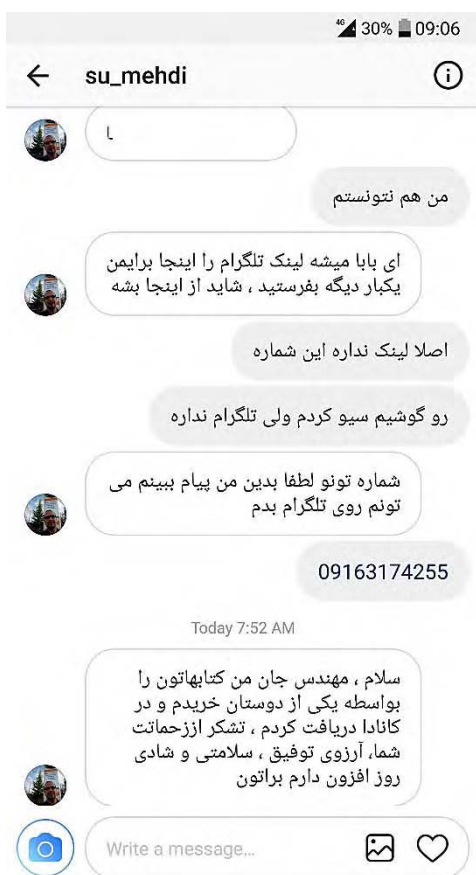 4G 30% 09:06
su_mehdi
با
من هم نتونستم
ای بابا میشه لینک تلگرام را اینجا برایمن
یکبار دیگه بفرستید ، شاید از اینجا بشه
اصلا لینک نداره این شماره
رو گوشیم سیو کردم ولی تلگرام نداره
شماره تونو لطفا بدین من پیام ببینم می
تونم روی تلگرام بدم
09163174255
Today 7:52 AM
سلام ، مهندس جان من کتابهاتون را
بواسطه یکی از دوستان خریدم و در
کانادا دریافت کردم ، تشکر اززحماتت
شما، آرزوی توفیق ، سلامتی و شادی
روز افزون دارم براتون
Write a message...